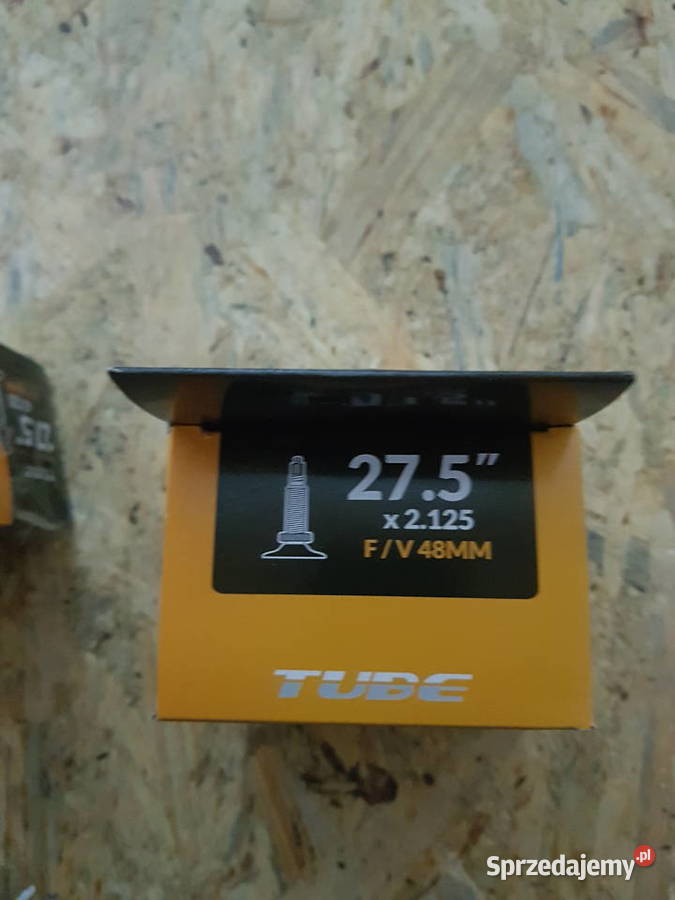 27.5"
x 2.125
F/V 48MM
TUBE
Sprzedajemy.pl